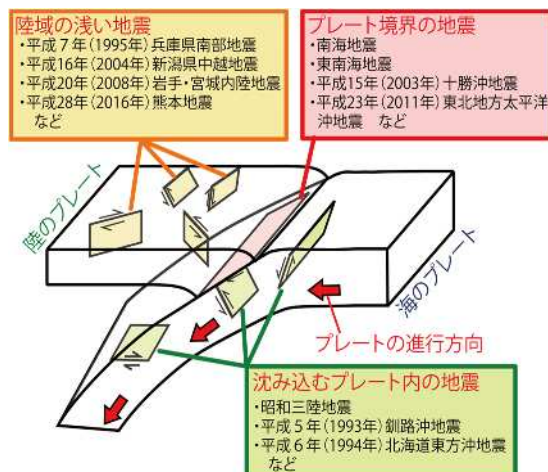 陸域の浅い地震
・平成7年(1995年)兵庫県南部地震
・平成16年(2004年)新潟県中越地震
・平成20年(2008年)岩手・宮城内陸地震
・平成28年(2016年)熊本地震
など
プレート境界の地震
・南海地震
・東南海地震
・平成15年(2003年)十勝沖地震
・平成23年(2011年)東北地方太平洋
沖地震 など
陸のプレート
海のプレート
プレートの進行方向
沈み込むプレート内の地震
・昭和三陸地震
・平成5年(1993年)釧路沖地震
・平成6年(1994年)北海道東方沖地震
など